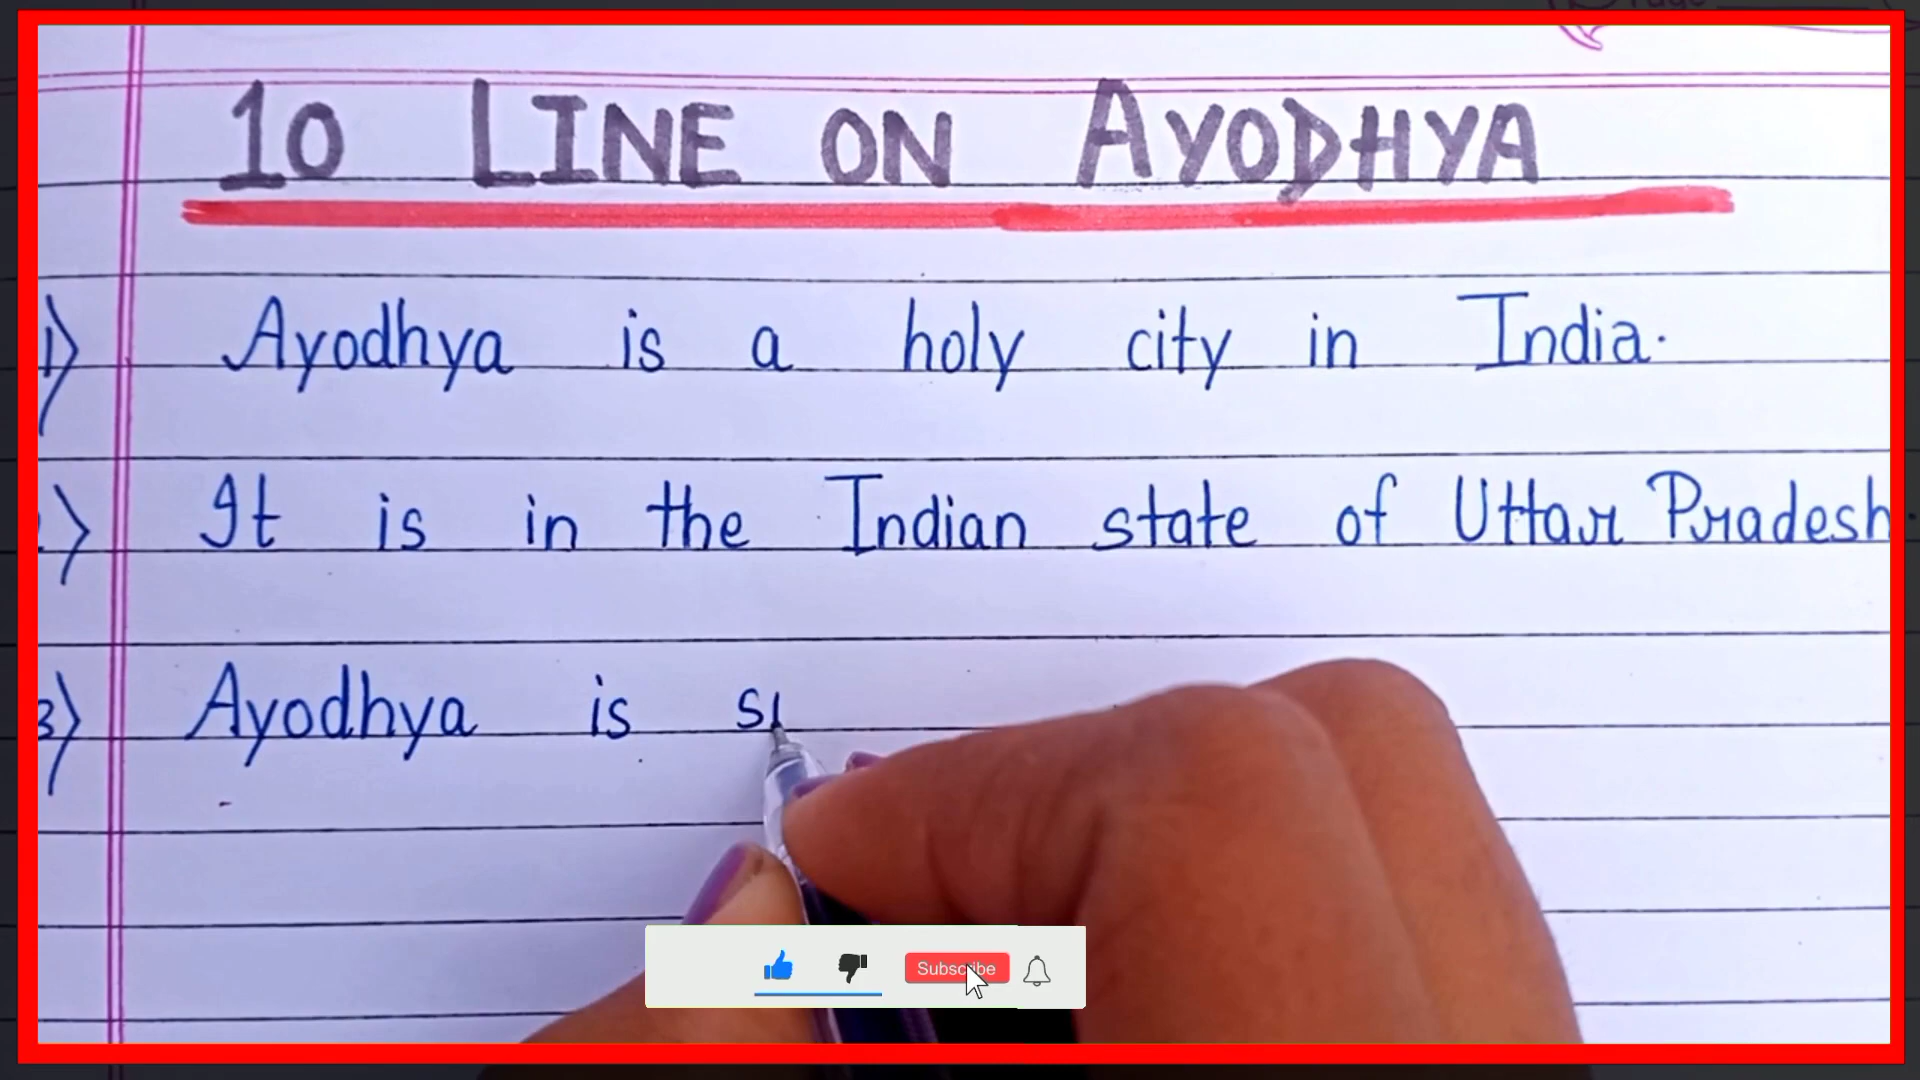 10 LINE ON AYODHYA
1) Ayodhya is a holy city in India.
2) It is in the Indian state of Uttar Pradesh.
3) Ayodhya is
Subscribe